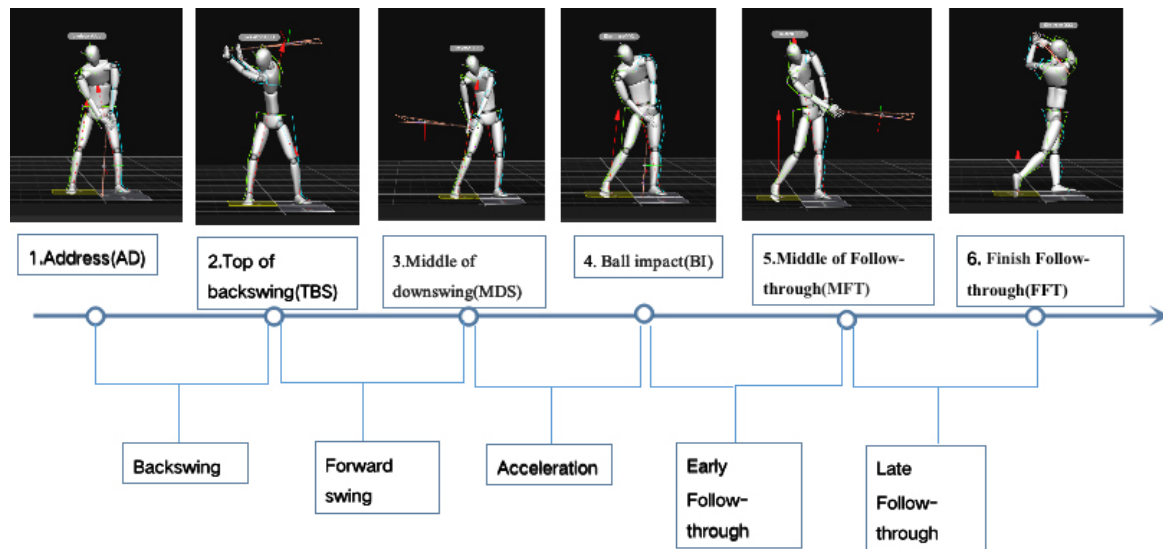 1.Address(AD)
2.Top of
backswing(TBS)
3.Middle of
downswing(MDS)
4. Ball impact(BI)
5.Middle of Follow-
through(MFT)
6. Finish Follow-
through(FFT)
Backswing
Forward
swing
Acceleration
Early
Follow-
through
Late
Follow-
through